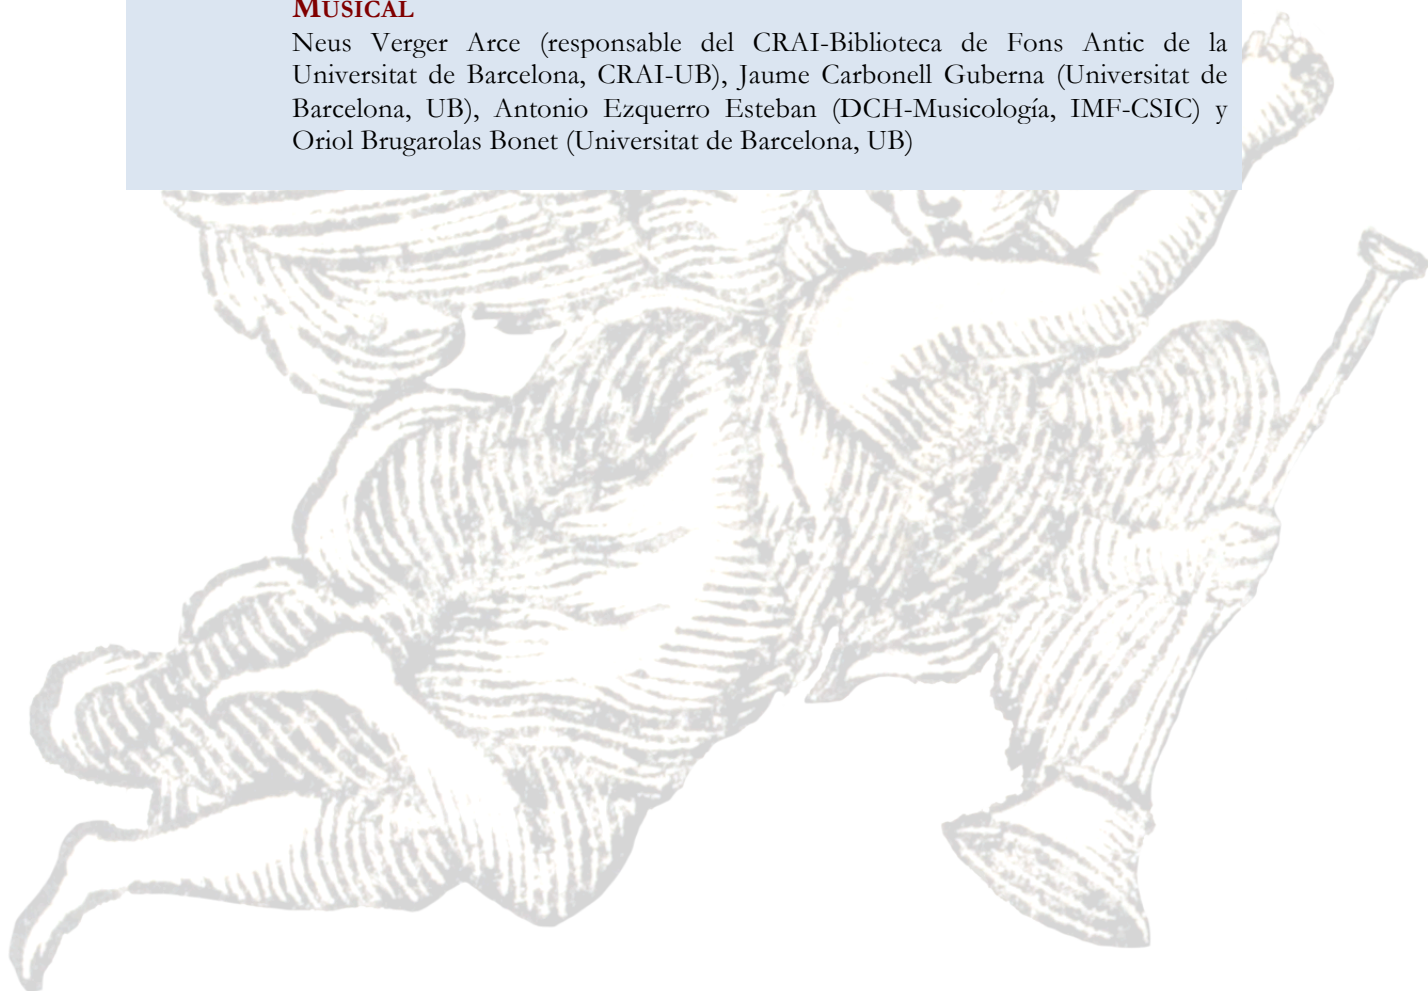 MUSICAL
Neus Verger Arce (responsable del CRAI-Biblioteca de Fons Antic de la
Universitat de Barcelona, CRAI-UB), Jaume Carbonell Guberna (Universitat de
Barcelona, UB), Antonio Ezquerro Esteban (DCH-Musicología, IMF-CSIC) y
Oriol Brugarolas Bonet (Universitat de Barcelona, UB)